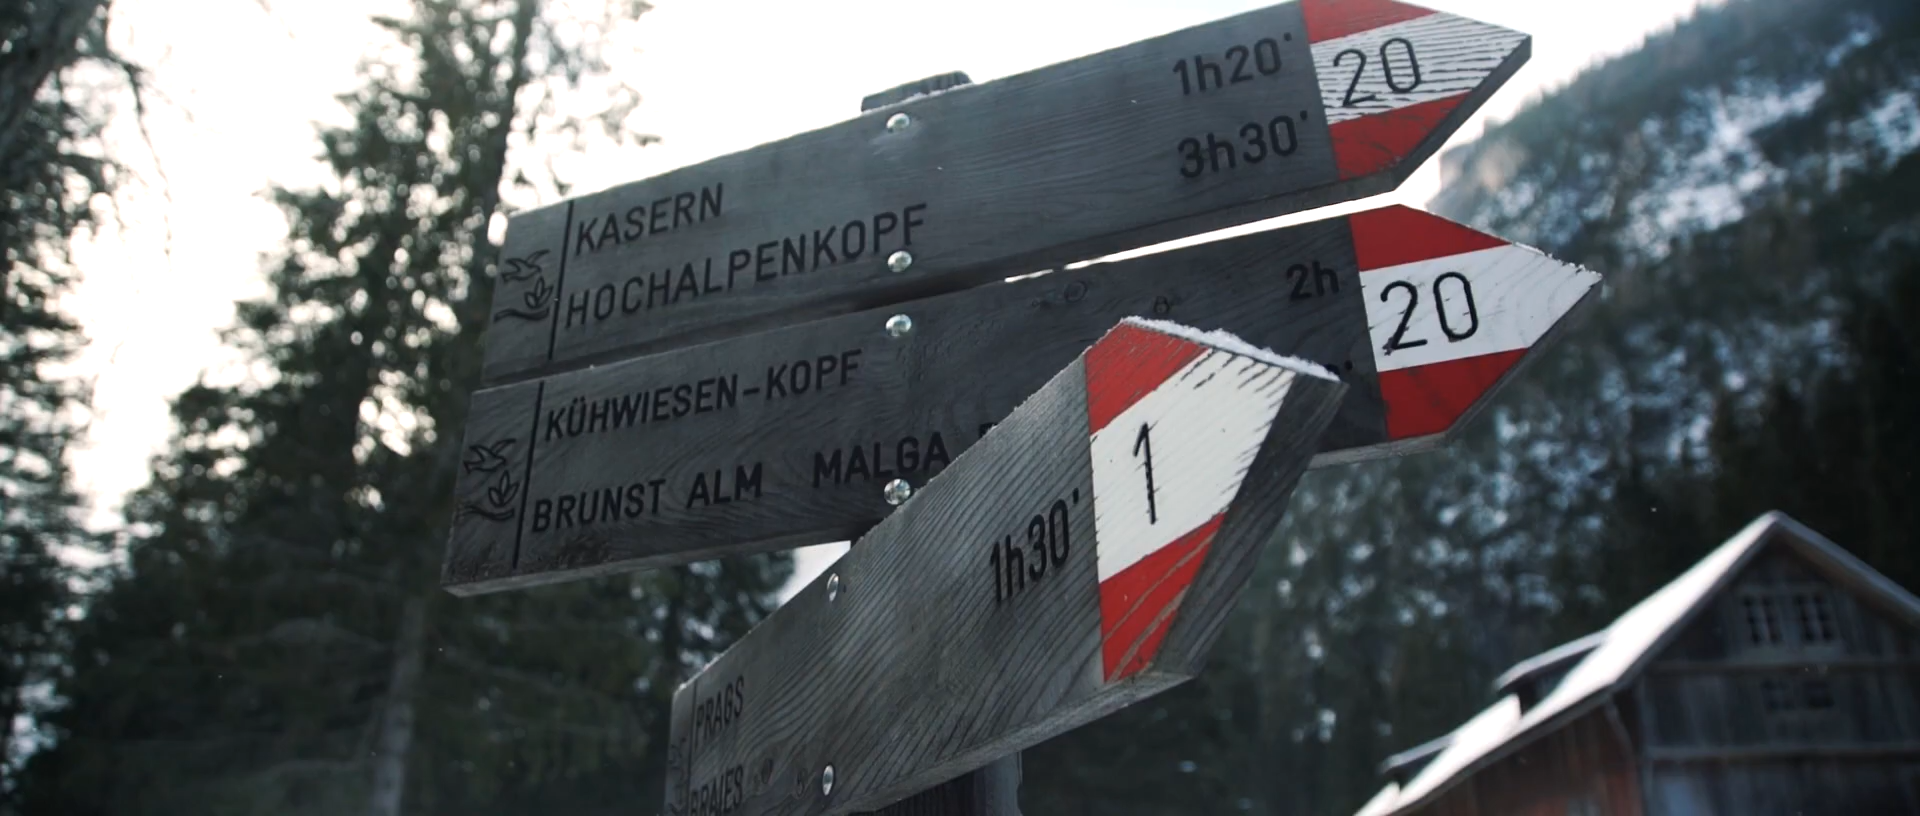 KASERN 1h20' 20
HOCHALPENKOPF 3h30'
KÜHWIESEN-KOPF 2h 20
BRUNST ALM MALGA
1h30' 1
PRAGS
BRAIES